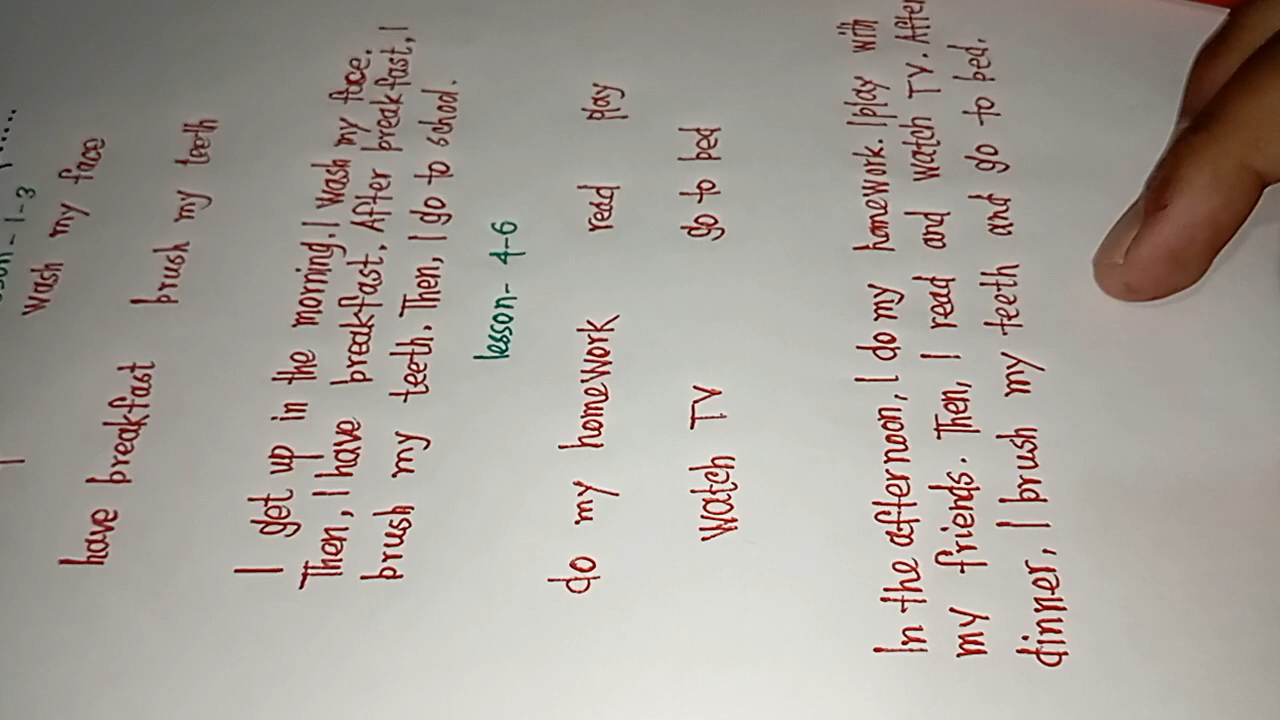 lesson - 1-3
wash my face
have breakfast brush my teeth
I get up in the morning. I wash my face.
Then, I have breakfast. After breakfast, I
brush my teeth. Then, I go to school.
lesson - 4-6
do my homework read play
watch TV go to bed
In the afternoon, I do my homework. I play with
my friends. Then, I read and watch TV. After
dinner, I brush my teeth and go to bed.